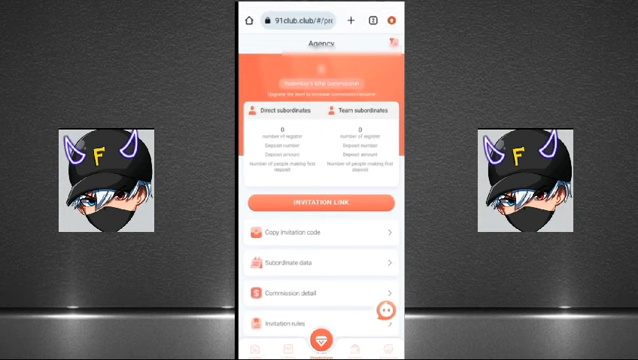 91club.club/#/pro
2
Agency
Yesterday's total commission
Upgrade the level to increase commission income
Direct subordinates
Team subordinates
0
number of register
Deposit number
Deposit amount
Number of people making first
deposit
0
number of register
Deposit number
Deposit amount
Number of people making first
deposit
INVITATION LINK
Copy invitation code
Subordinate data
$
Commission detail
Invitation rules
F
F